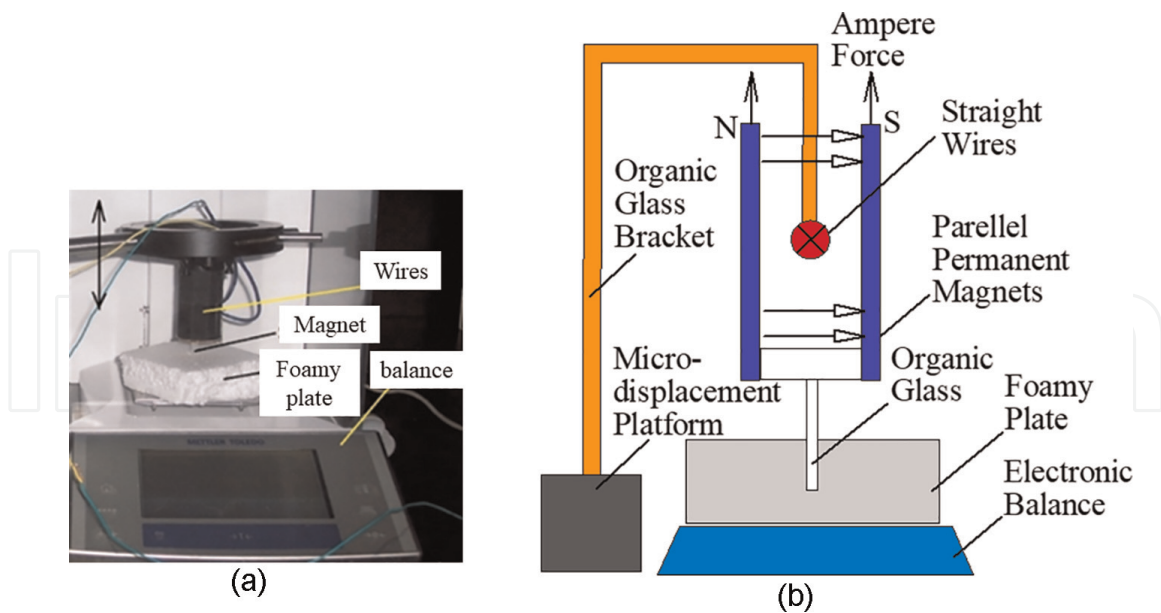 Wires
Magnet
Foamy
plate
balance
METTLER TOLEDO
(a)
Ampere
Force
N
S
Straight
Wires
Organic
Glass
Bracket
Parellel
Permanent
Magnets
Micro-
displacement
Platform
Organic
Glass
Foamy
Plate
Electronic
Balance
(b)